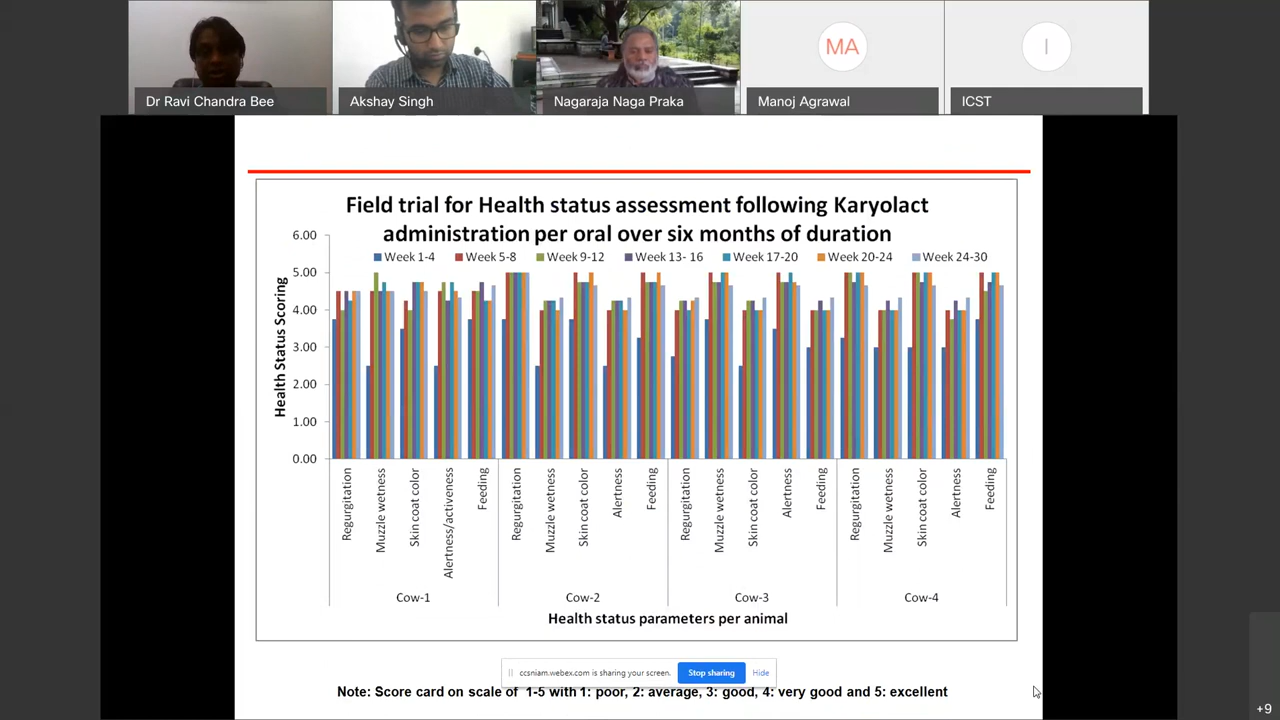 Dr Ravi Chandra Bee
Akshay Singh
Nagaraja Naga Praka
MA
Manoj Agrawal
I
ICST
Field trial for Health status assessment following Karyolact
administration per oral over six months of duration
Week 1-4 Week 5-8 Week 9-12 Week 13- 16 Week 17-20 Week 20-24 Week 24-30
Health Status Scoring
6.00
5.00
4.00
3.00
2.00
1.00
0.00
Regurgitation
Muzzle wetness
Skin coat color
Alertness/activeness
Feeding
Regurgitation
Muzzle wetness
Skin coat color
Alertness
Feeding
Regurgitation
Muzzle wetness
Skin coat color
Alertness
Feeding
Regurgitation
Muzzle wetness
Skin coat color
Alertness
Feeding
Cow-1 Cow-2 Cow-3 Cow-4
Health status parameters per animal
ccsniam.webex.com is sharing your screen. Stop sharing Hide
Note: Score card on scale of 1-5 with 1: poor, 2: average, 3: good, 4: very good and 5: excellent
+9